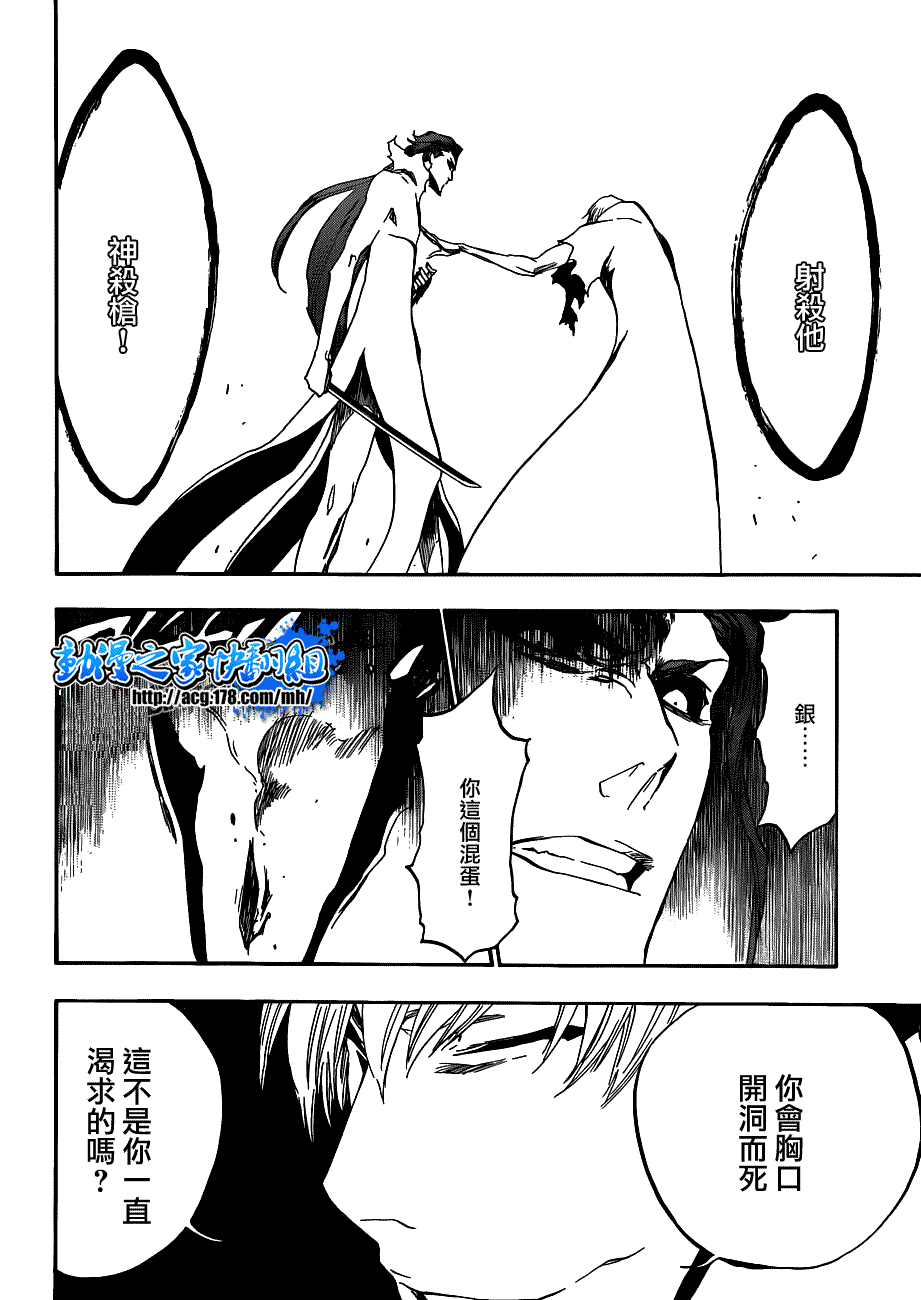 射殺他
神殺槍！
銀……
你這個混蛋！
動漫之家快翻組
http://acg.178.com/mh/
你會胸口
開洞而死
這不是你一直
渴求的嗎？